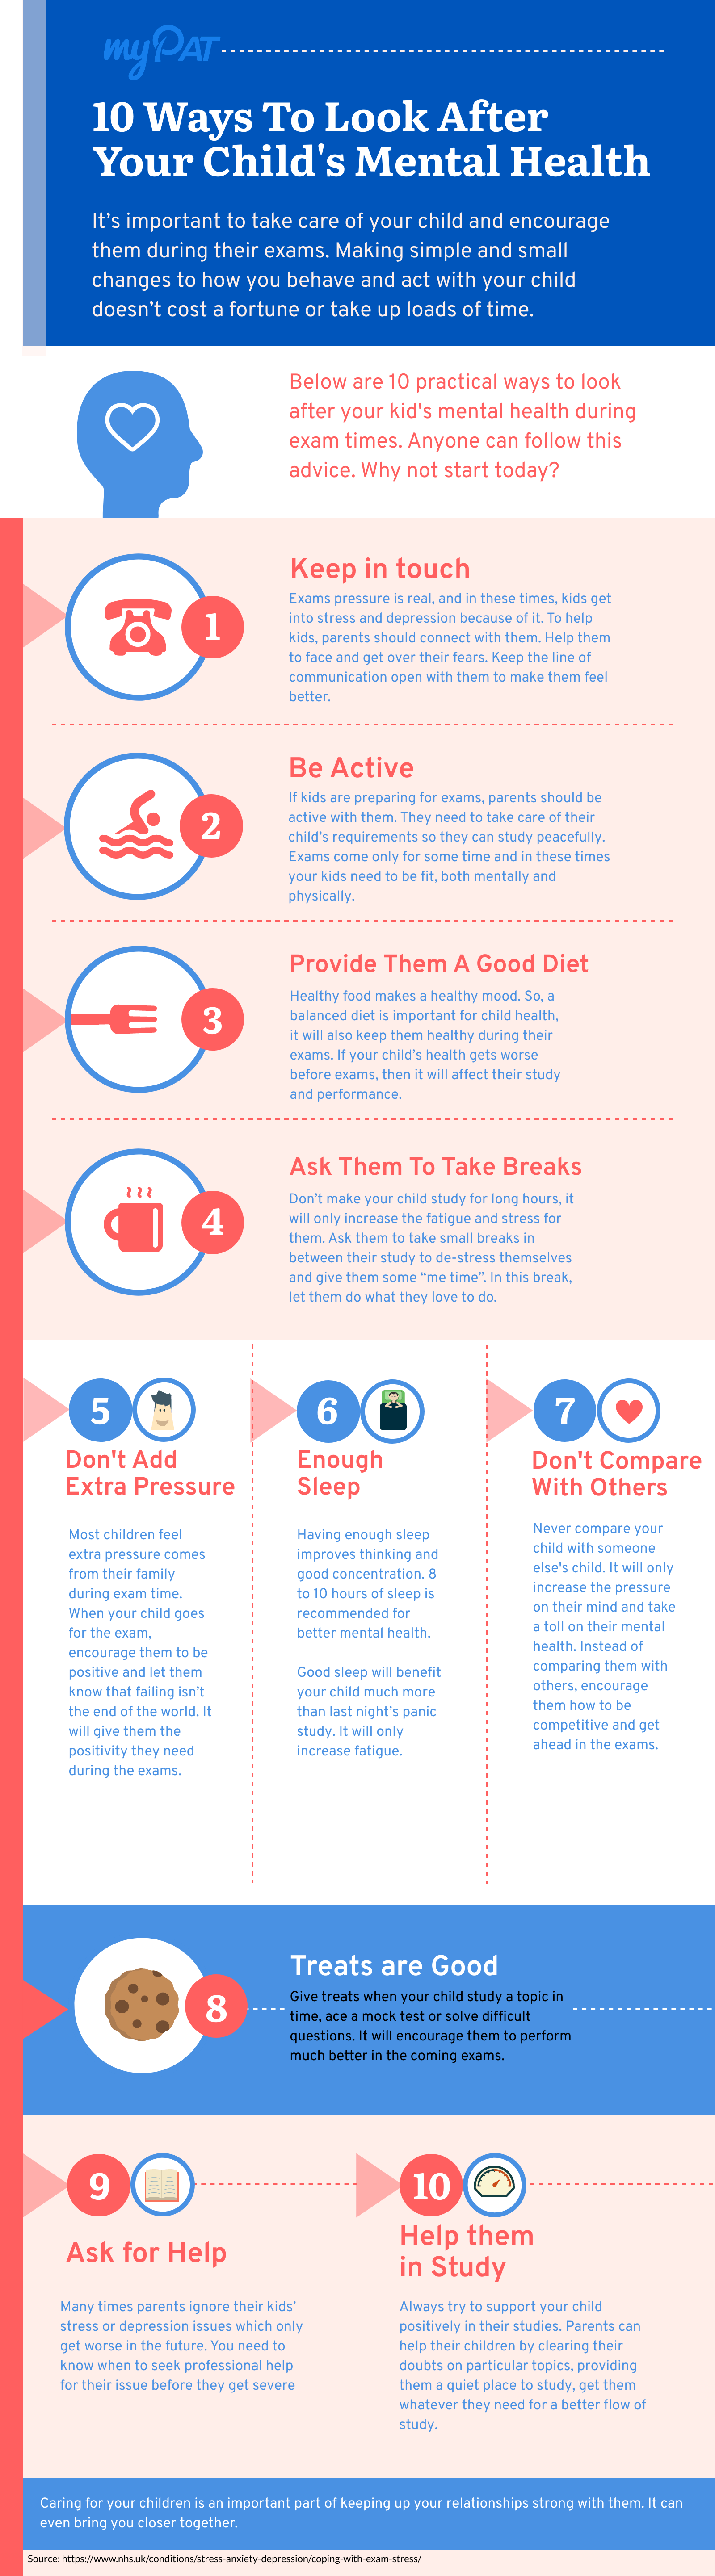 myPAT
10 Ways To Look After
Your Child's Mental Health
It’s important to take care of your child and encourage
them during their exams. Making simple and small
changes to how you behave and act with your child
doesn’t cost a fortune or take up loads of time.
Below are 10 practical ways to look
after your kid's mental health during
exam times. Anyone can follow this
advice. Why not start today?
1
Keep in touch
Exams pressure is real, and in these times, kids get
into stress and depression because of it. To help
kids, parents should connect with them. Help them
to face and get over their fears. Keep the line of
communication open with them to make them feel
better.
2
Be Active
If kids are preparing for exams, parents should be
active with them. They need to take care of their
child’s requirements so they can study peacefully.
Exams come only for some time and in these times
your kids need to be fit, both mentally and
physically.
3
Provide Them A Good Diet
Healthy food makes a healthy mood. So, a
balanced diet is important for child health,
it will also keep them healthy during their
exams. If your child’s health gets worse
before exams, then it will affect their study
and performance.
4
Ask Them To Take Breaks
Don’t make your child study for long hours, it
will only increase the fatigue and stress for
them. Ask them to take small breaks in
between their study to de-stress themselves
and give them some “me time”. In this break,
let them do what they love to do.
5
Don't Add
Extra Pressure
Most children feel
extra pressure comes
from their family
during exam time.
When your child goes
for the exam,
encourage them to be
positive and let them
know that failing isn’t
the end of the world. It
will give them the
positivity they need
during the exams.
6
Enough
Sleep
Having enough sleep
improves thinking and
good concentration. 8
to 10 hours of sleep is
recommended for
better mental health.
Good sleep will benefit
your child much more
than last night’s panic
study. It will only
increase fatigue.
7
Don't Compare
With Others
Never compare your
child with someone
else's child. It will only
increase the pressure
on their mind and take
a toll on their mental
health. Instead of
comparing them with
others, encourage
them how to be
competitive and get
ahead in the exams.
8
Treats are Good
Give treats when your child study a topic in
time, ace a mock test or solve difficult
questions. It will encourage them to perform
much better in the coming exams.
9
Ask for Help
Many times parents ignore their kids’
stress or depression issues which only
get worse in the future. You need to
know when to seek professional help
for their issue before they get severe
10
Help them
in Study
Always try to support your child
positively in their studies. Parents can
help their children by clearing their
doubts on particular topics, providing
them a quiet place to study, get them
whatever they need for a better flow of
study.
Caring for your children is an important part of keeping up your relationships strong with them. It can
even bring you closer together.
Source: https://www.nhs.uk/conditions/stress-anxiety-depression/coping-with-exam-stress/